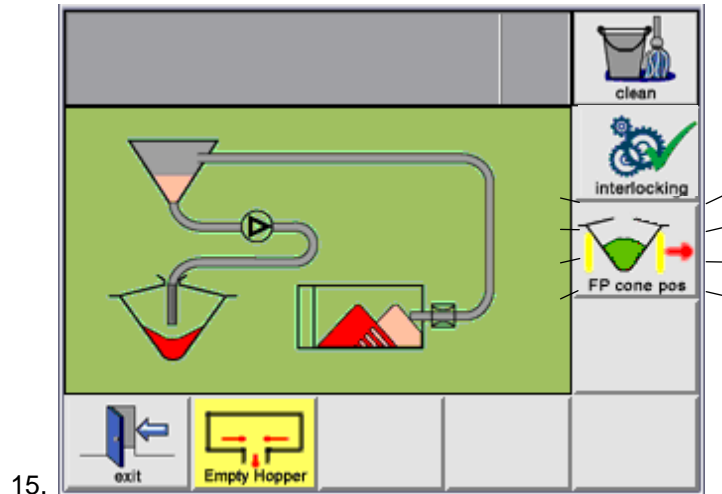 clean
interlocking
FP cone pos
exit
Empty Hopper
15.